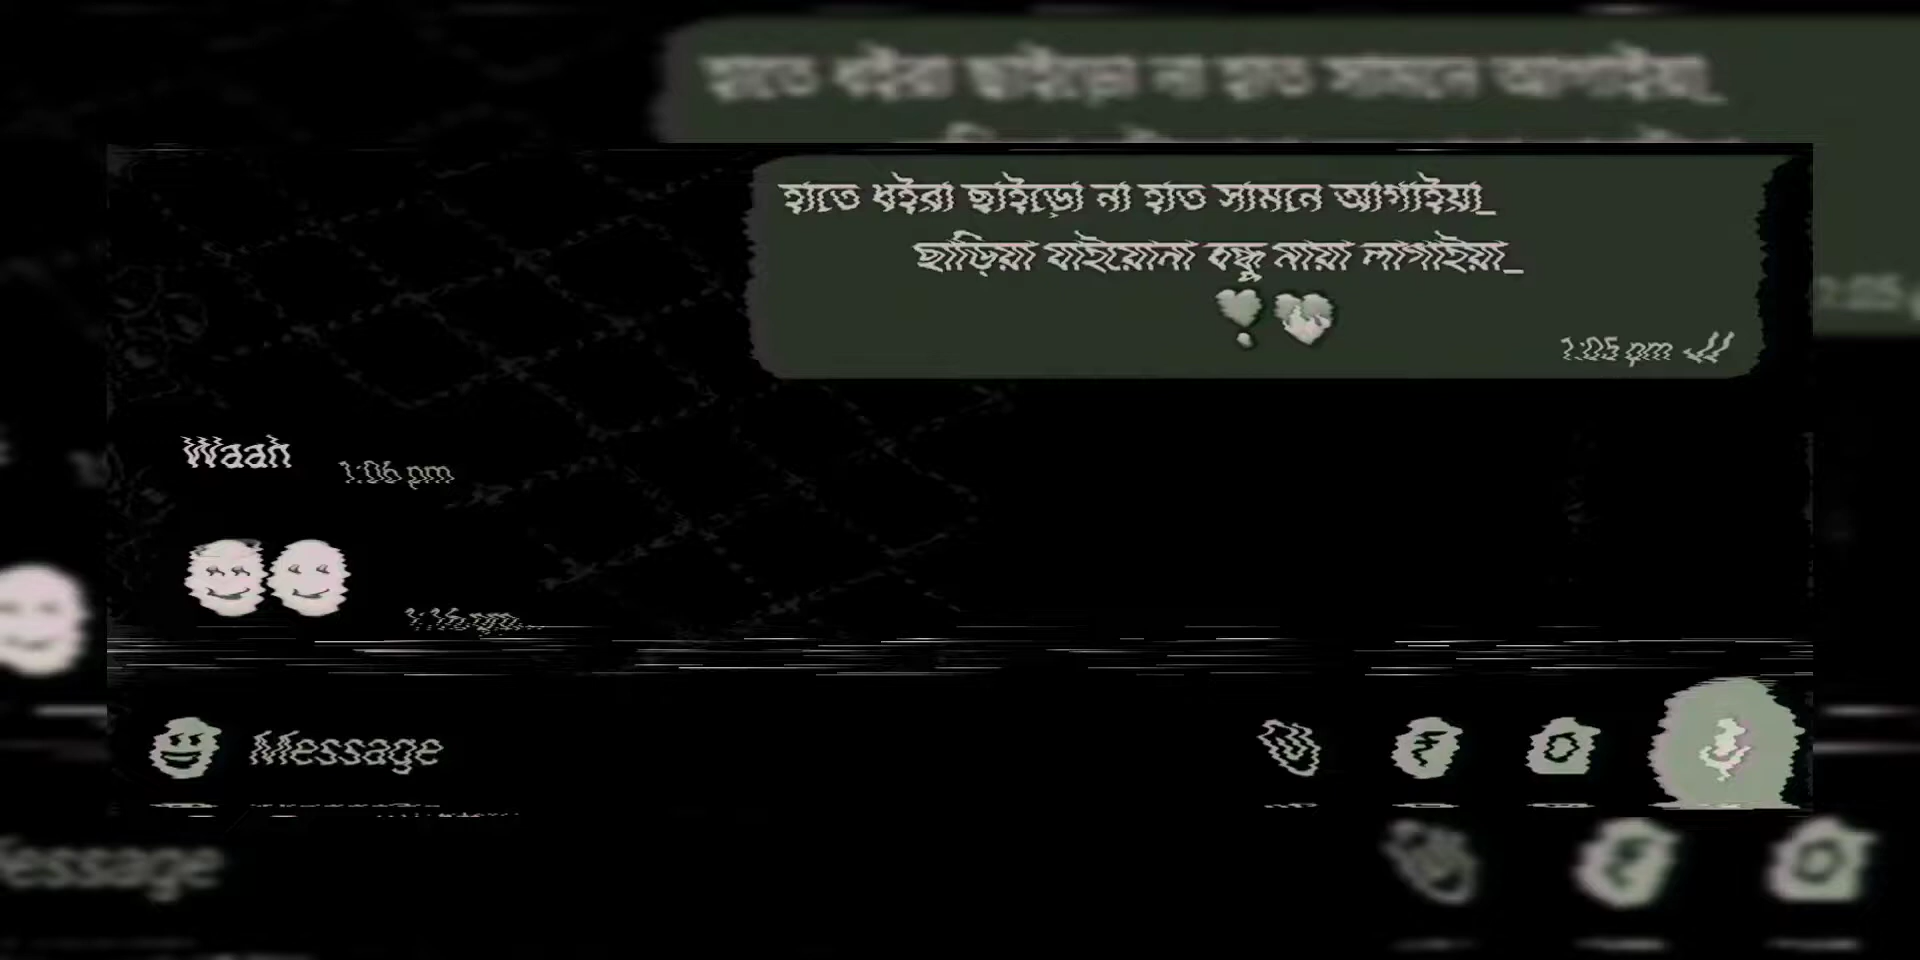 হাতে ধইরা ছাইড়ো না হাত সামনে আগাইয়া_
ছাড়িয়া যাইয়োনা বন্ধু মায়া লাগাইয়া_
1:05 pm
Waah
1:06 pm
Message